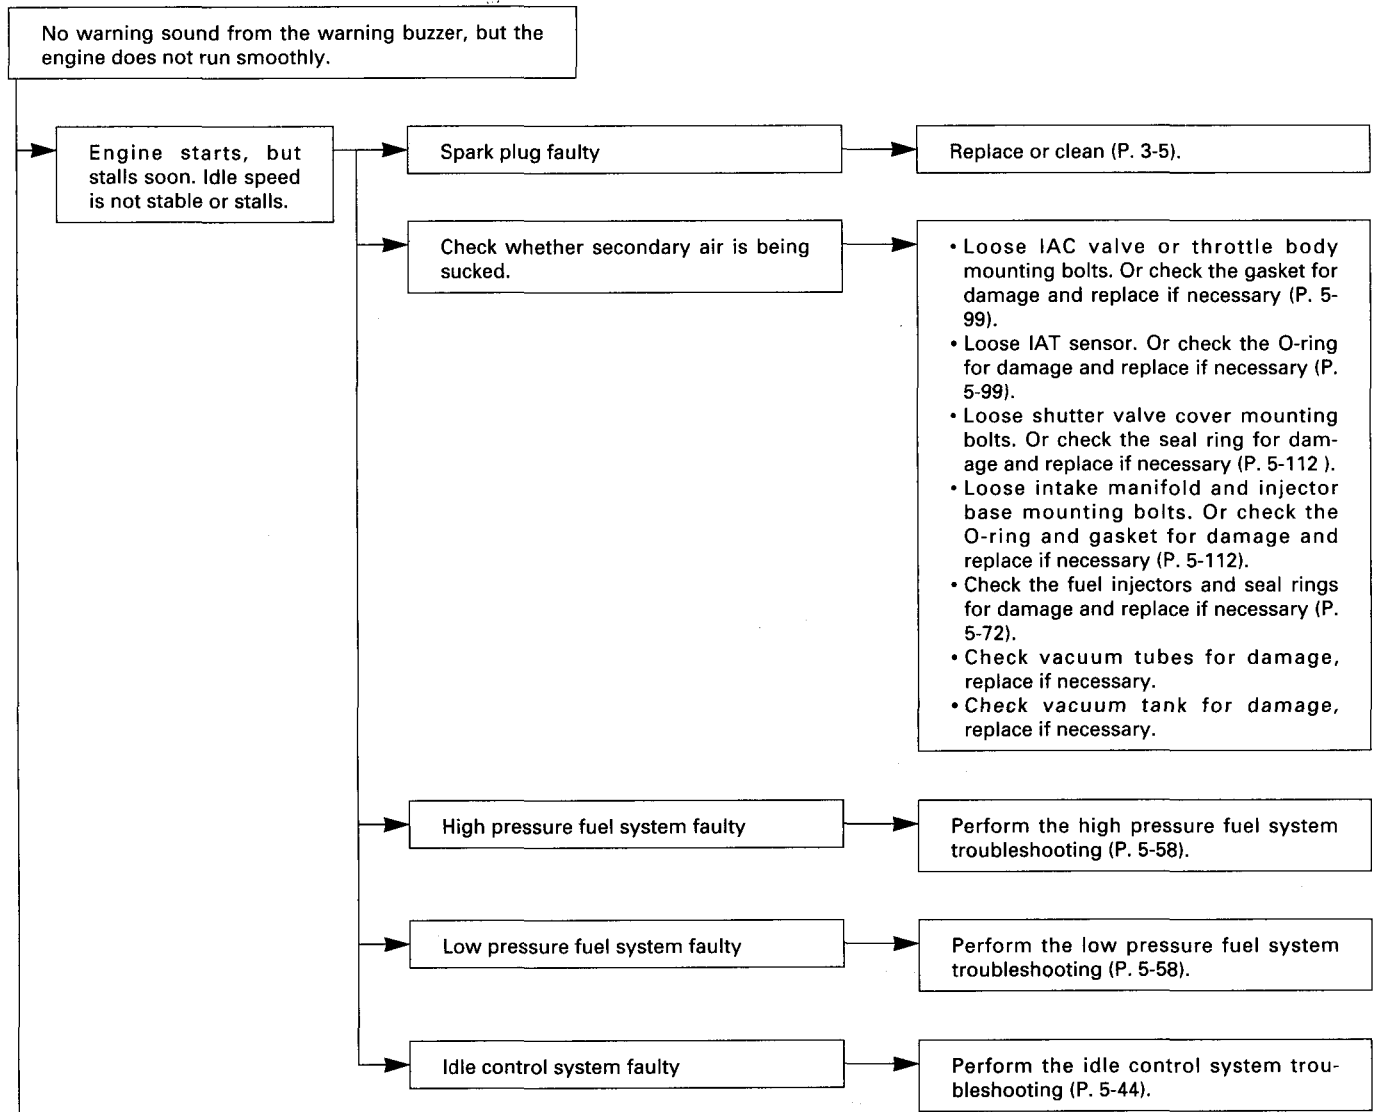 No warning sound from the warning buzzer, but the
engine does not run smoothly.
Engine starts, but
stalls soon. Idle speed
is not stable or stalls.
Spark plug faulty
Replace or clean (P. 3-5).
Check whether secondary air is being
sucked.
• Loose IAC valve or throttle body
mounting bolts. Or check the gasket for
damage and replace if necessary (P. 5-
99).
• Loose IAT sensor. Or check the O-ring
for damage and replace if necessary (P.
5-99).
• Loose shutter valve cover mounting
bolts. Or check the seal ring for dam-
age and replace if necessary (P. 5-112 ).
• Loose intake manifold and injector
base mounting bolts. Or check the
O-ring and gasket for damage and
replace if necessary (P. 5-112).
• Check the fuel injectors and seal rings
for damage and replace if necessary (P.
5-72).
• Check vacuum tubes for damage,
replace if necessary.
• Check vacuum tank for damage,
replace if necessary.
High pressure fuel system faulty
Perform the high pressure fuel system
troubleshooting (P. 5-58).
Low pressure fuel system faulty
Perform the low pressure fuel system
troubleshooting (P. 5-58).
Idle control system faulty
Perform the idle control system trou-
bleshooting (P. 5-44).